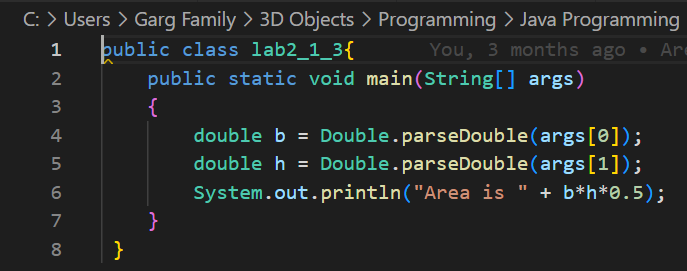 C: > Users > Garg Family > 3D Objects > Programming > Java Programming
1 public class lab2_1_3{ You, 3 months ago • Are
2 public static void main(String[] args)
3 {
4 double b = Double.parseDouble(args[0]);
5 double h = Double.parseDouble(args[1]);
6 System.out.println("Area is " + b*h*0.5);
7 }
8 }